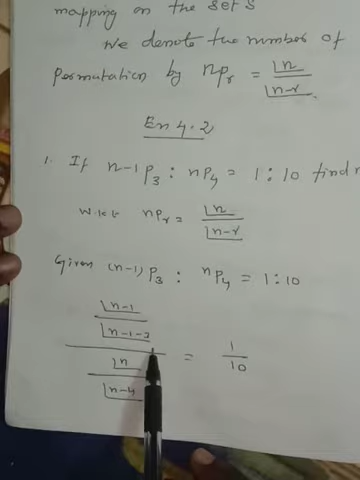 mapping on the set S
We denote the number of
Permutation by nPr = ⌊n / ⌊n-r.
En 4.2
1. If n-1P3 : nP4 = 1:10 find n
W.k.t nPr = ⌊n / ⌊n-r
Given (n-1)P3 : nP4 = 1:10
⌊n-1
⌊n-1-3
⌊n
⌊n-4
= 1/10